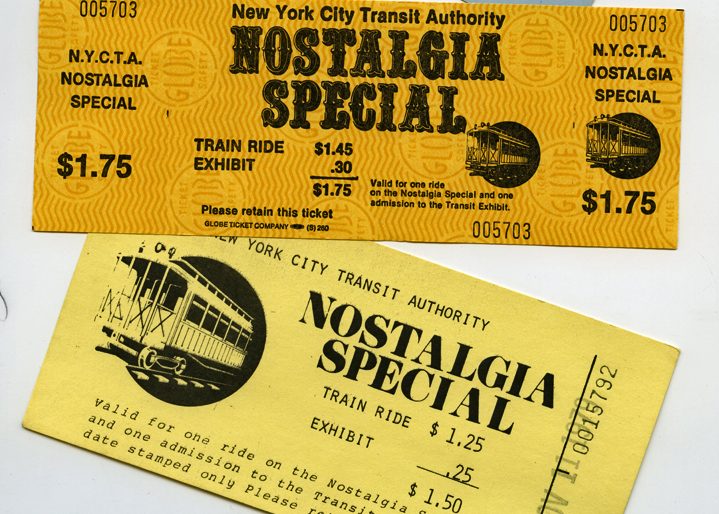 005703
N.Y.C.T.A.
NOSTALGIA
SPECIAL
$1.75
New York City Transit Authority
NOSTALGIA
SPECIAL
TRAIN RIDE $1.45
EXHIBIT .30
$1.75
Please retain this ticket
GLOBE TICKET COMPANY (S) 260
Valid for one ride
on the Nostalgia Special and one
admission to the Transit Exhibit.
005703
005703
N.Y.C.T.A.
NOSTALGIA
SPECIAL
$1.75
NEW YORK CITY TRANSIT AUTHORITY
NOSTALGIA
SPECIAL
TRAIN RIDE $ 1.25
EXHIBIT .25
$ 1.50
Valid for one ride on the Nostalgia
and one admission to the Transit
date stamped only Please
0015792